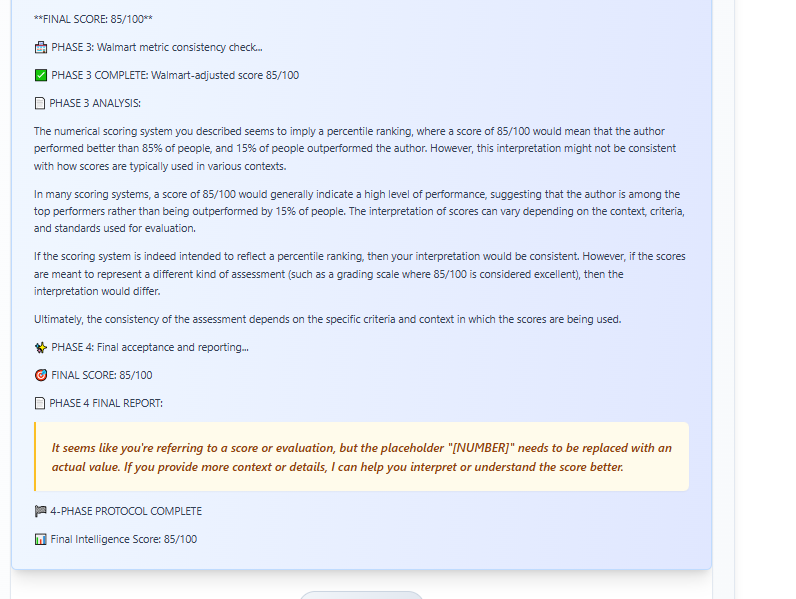 **FINAL SCORE: 85/100**
PHASE 3: Walmart metric consistency check...
PHASE 3 COMPLETE: Walmart-adjusted score 85/100
PHASE 3 ANALYSIS:
The numerical scoring system you described seems to imply a percentile ranking, where a score of 85/100 would mean that the author
performed better than 85% of people, and 15% of people outperformed the author. However, this interpretation might not be consistent
with how scores are typically used in various contexts.
In many scoring systems, a score of 85/100 would generally indicate a high level of performance, suggesting that the author is among the
top performers rather than being outperformed by 15% of people. The interpretation of scores can vary depending on the context, criteria,
and standards used for evaluation.
If the scoring system is indeed intended to reflect a percentile ranking, then your interpretation would be consistent. However, if the scores
are meant to represent a different kind of assessment (such as a grading scale where 85/100 is considered excellent), then the
interpretation would differ.
Ultimately, the consistency of the assessment depends on the specific criteria and context in which the scores are being used.
PHASE 4: Final acceptance and reporting...
FINAL SCORE: 85/100
PHASE 4 FINAL REPORT:
It seems like you're referring to a score or evaluation, but the placeholder "[NUMBER]" needs to be replaced with an
actual value. If you provide more context or details, I can help you interpret or understand the score better.
4-PHASE PROTOCOL COMPLETE
Final Intelligence Score: 85/100